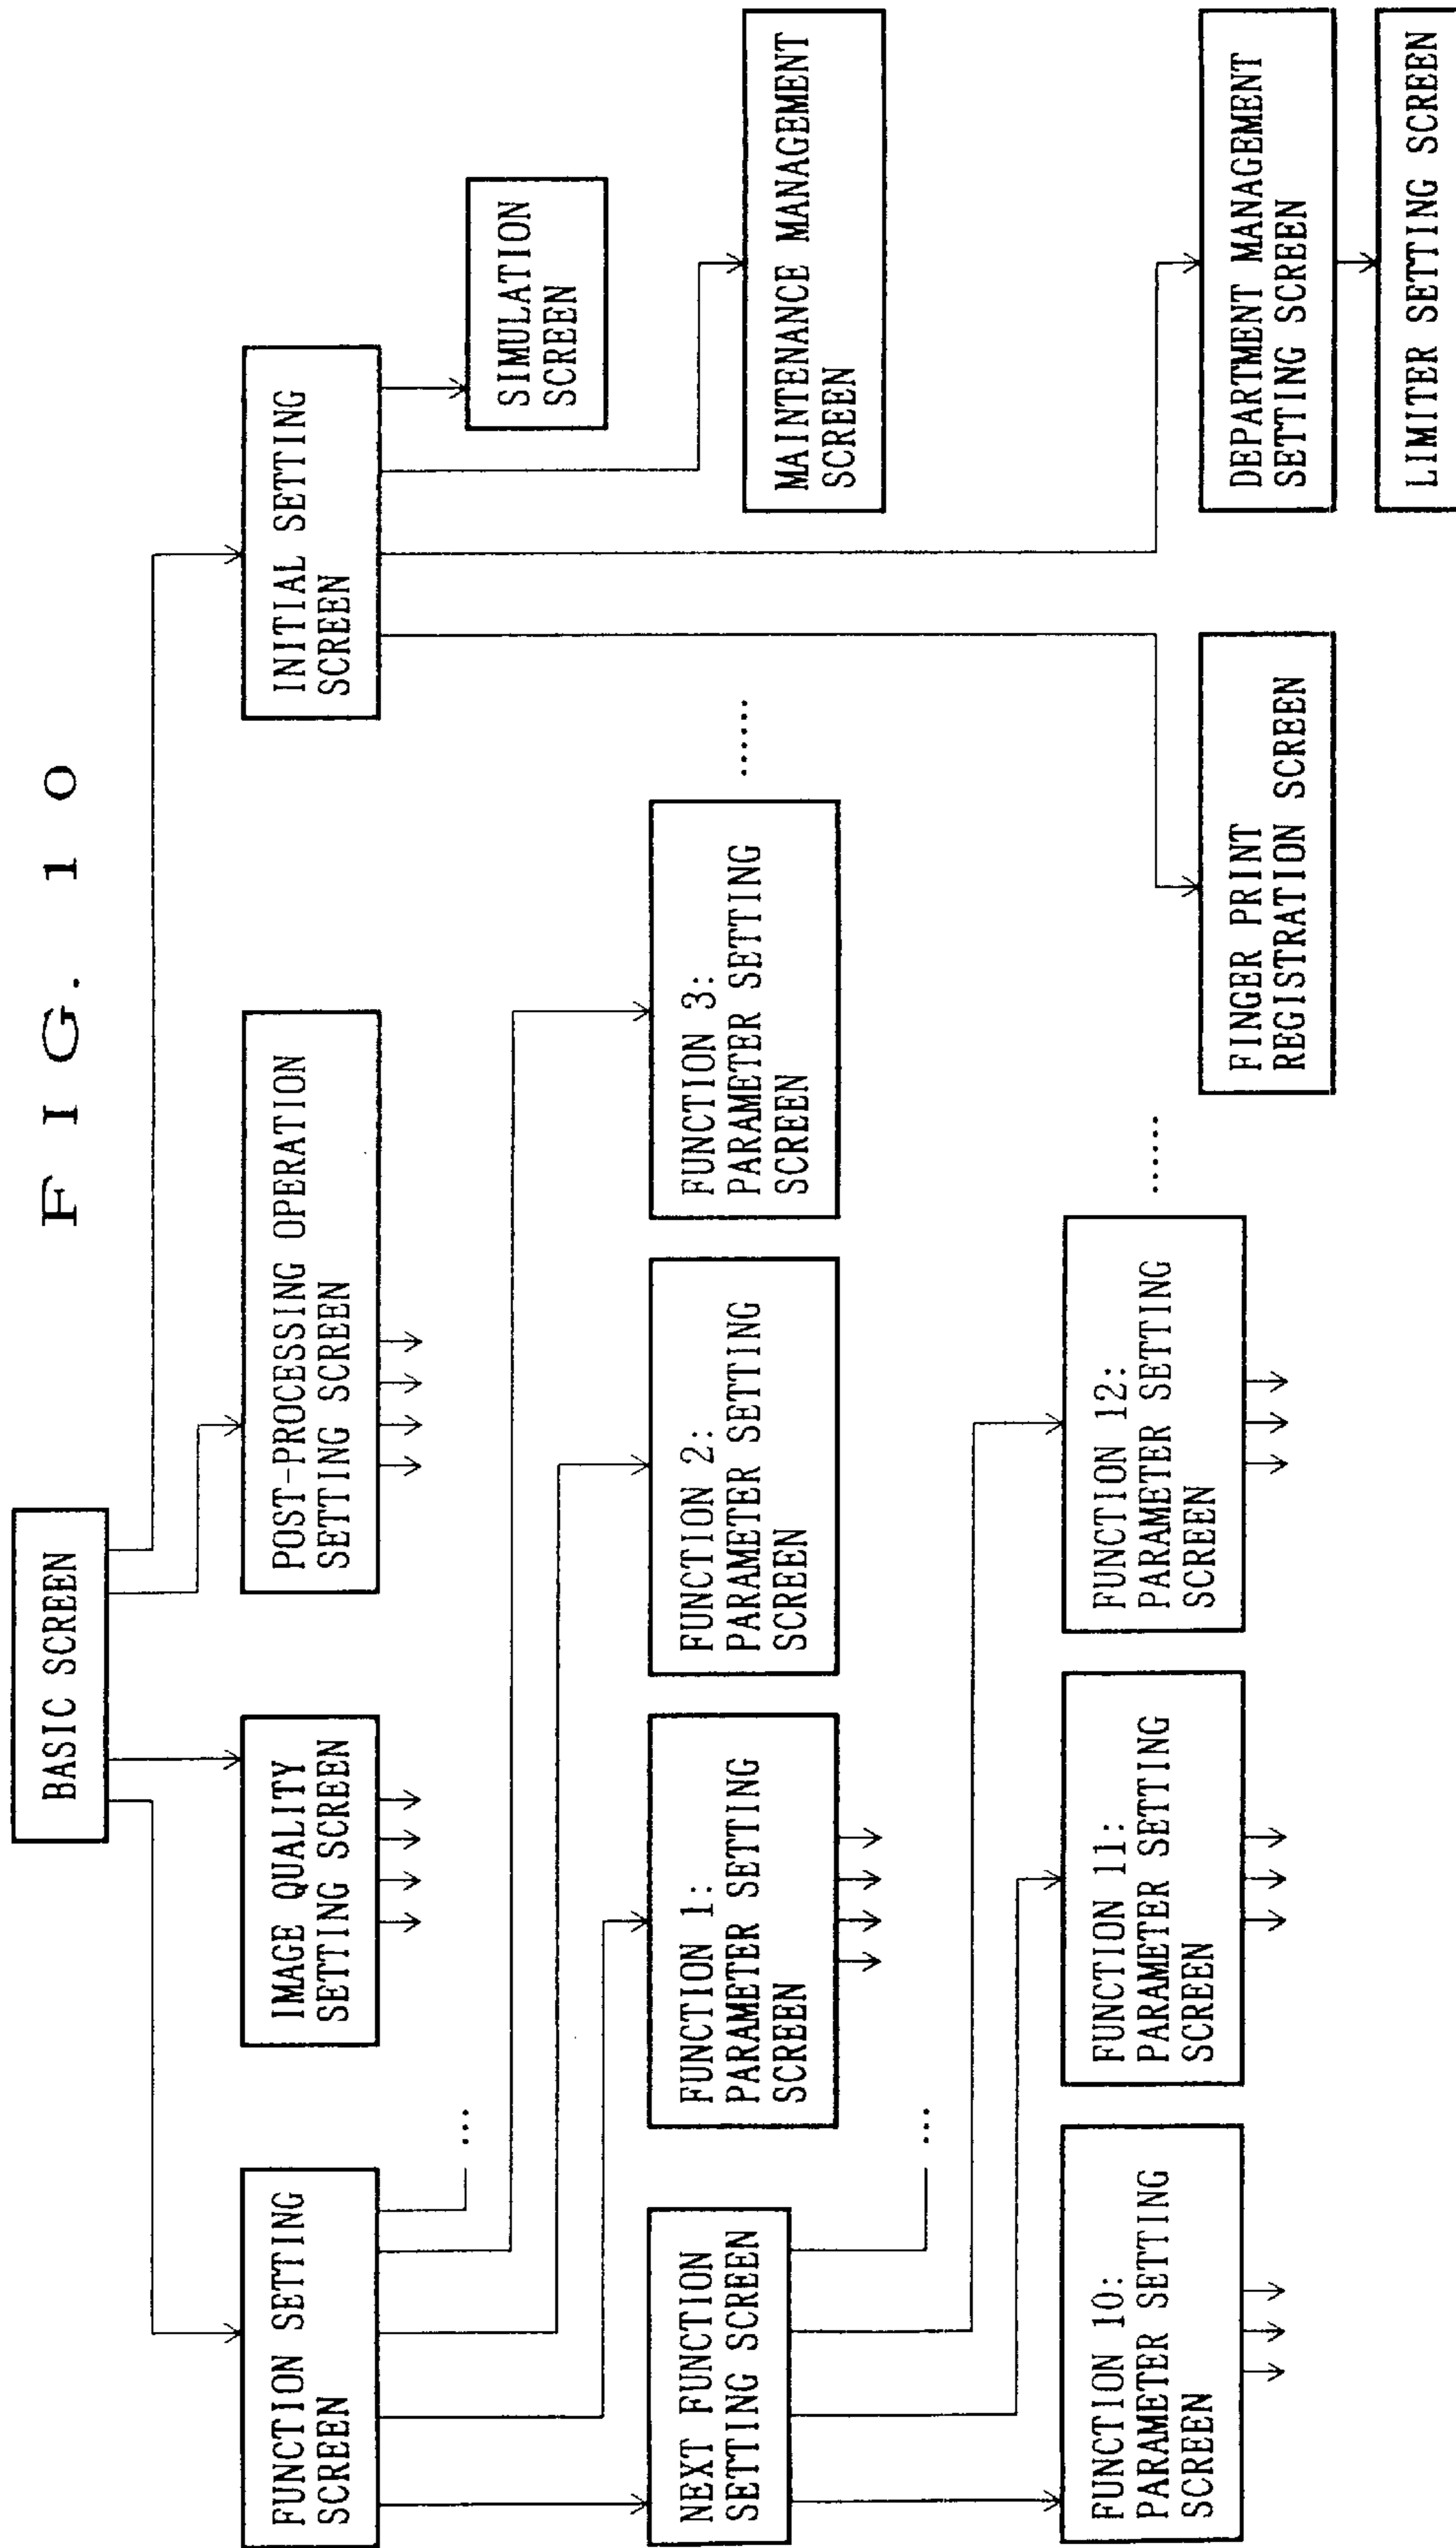 FIG. 10
BASIC SCREEN
FUNCTION SETTING
SCREEN
IMAGE QUALITY
SETTING SCREEN
POST-PROCESSING OPERATION
SETTING SCREEN
INITIAL SETTING
SCREEN
...
SIMULATION
SCREEN
NEXT FUNCTION
SETTING SCREEN
FUNCTION 1:
PARAMETER SETTING
SCREEN
FUNCTION 2:
PARAMETER SETTING
SCREEN
FUNCTION 3:
PARAMETER SETTING
SCREEN
......
MAINTENANCE MANAGEMENT
SCREEN
...
FUNCTION 10:
PARAMETER SETTING
SCREEN
FUNCTION 11:
PARAMETER SETTING
SCREEN
FUNCTION 12:
PARAMETER SETTING
SCREEN
......
FINGER PRINT
REGISTRATION SCREEN
DEPARTMENT MANAGEMENT
SETTING SCREEN
LIMITER SETTING SCREEN